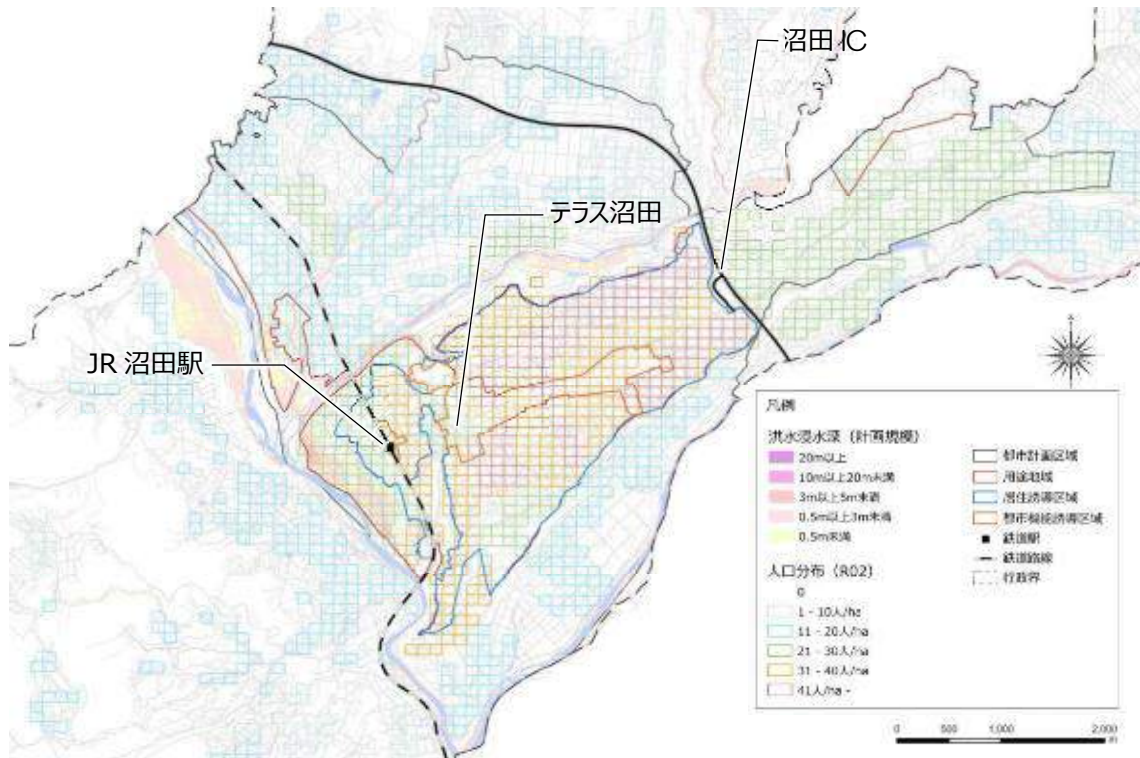 沼田IC
テラス沼田
JR 沼田駅
凡例
洪水浸水深（計画規模）
20m以上
10m以上20m未満
3m以上5m未満
0.5m以上3m未満
0.5m未満
人口分布（R02）
0
1 - 10人/ha
11 - 20人/ha
21 - 30人/ha
31 - 40人/ha
41人/ha -
都市計画区域
用途地域
居住誘導区域
都市機能誘導区域
鉄道駅
鉄道路線
行政界
0 500 1,000 2,000
m